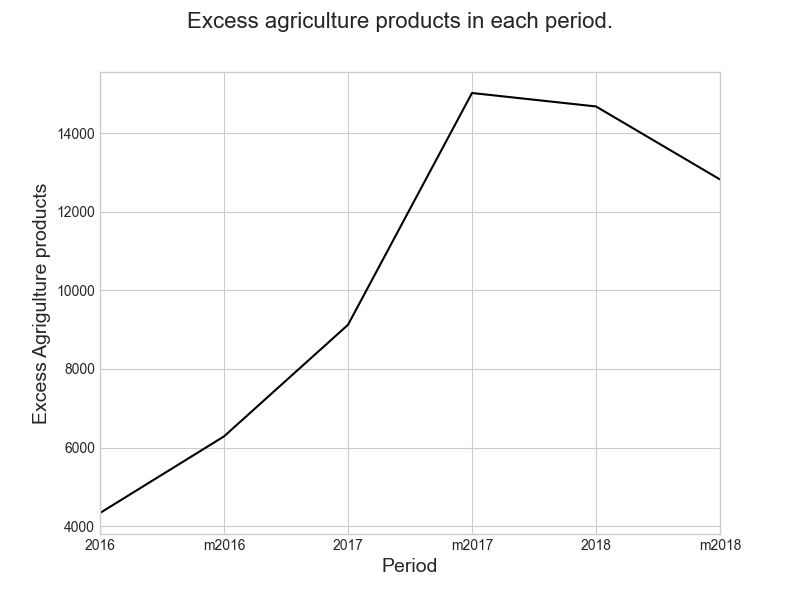 Excess agriculture products in each period.
Excess Agrigulture products
14000
12000
10000
8000
6000
4000
2016 m2016 2017 m2017 2018 m2018
Period